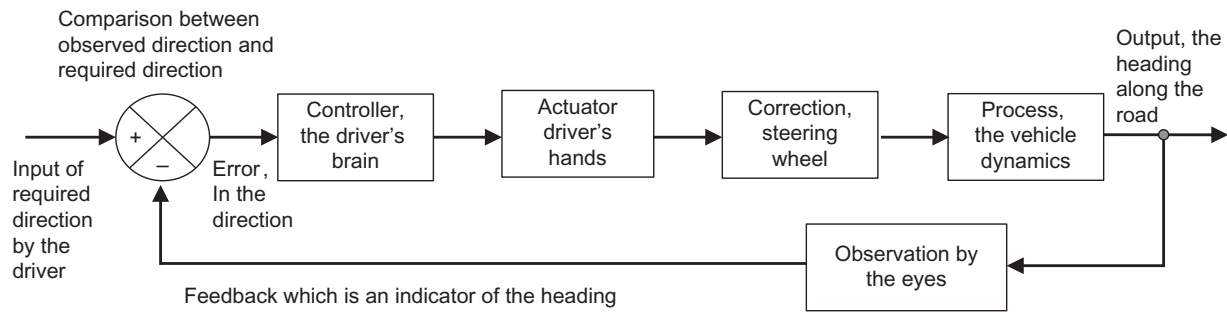 Comparison between
observed direction and
required direction
Output, the
heading
along the
road
Controller,
the driver's
brain
Actuator
driver's
hands
Correction,
steering
wheel
Process,
the vehicle
dynamics
+
–
Input of
required
direction
by the
driver
Error,
In the
direction
Observation by
the eyes
Feedback which is an indicator of the heading